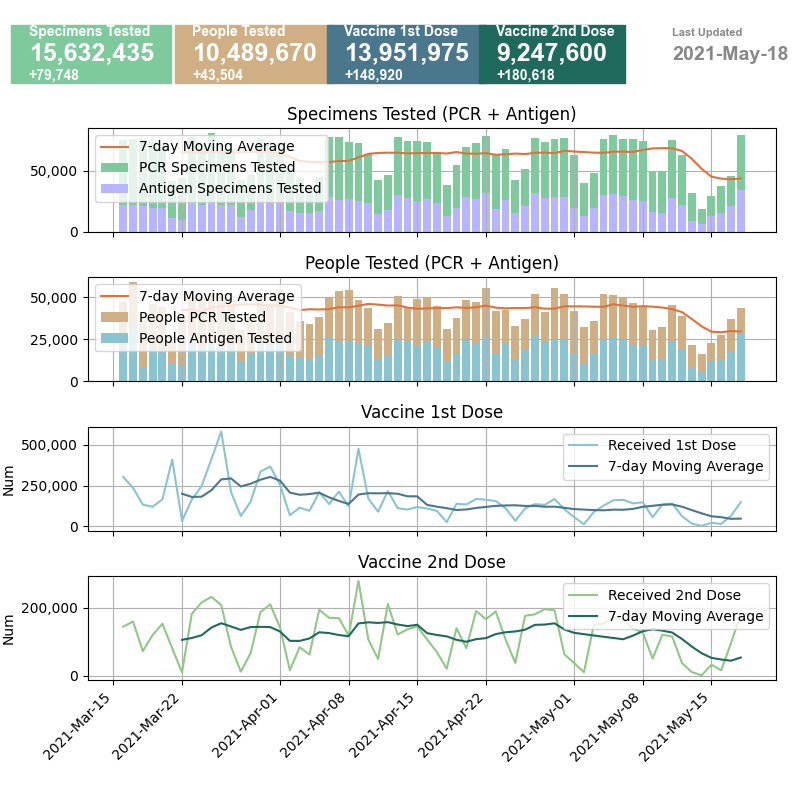 Specimens Tested
15,632,435
+79,748
People Tested
10,489,670
+43,504
Vaccine 1st Dose
13,951,975
+148,920
Vaccine 2nd Dose
9,247,600
+180,618
Last Updated
2021-May-18
Specimens Tested (PCR + Antigen)
7-day Moving Average
PCR Specimens Tested
Antigen Specimens Tested
50,000
0
People Tested (PCR + Antigen)
7-day Moving Average
People PCR Tested
People Antigen Tested
50,000
25,000
0
Vaccine 1st Dose
Received 1st Dose
7-day Moving Average
500,000
250,000
0
Num
Vaccine 2nd Dose
Received 2nd Dose
7-day Moving Average
200,000
0
Num
2021-Mar-15
2021-Mar-22
2021-Apr-01
2021-Apr-08
2021-Apr-15
2021-Apr-22
2021-May-01
2021-May-08
2021-May-15